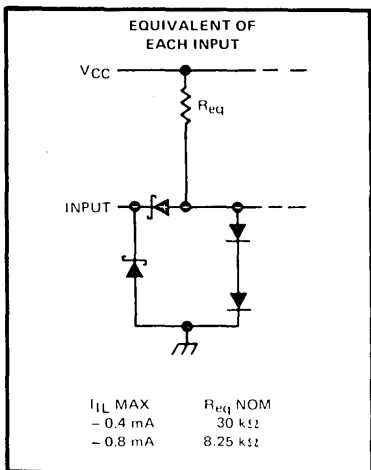 EQUIVALENT OF
EACH INPUT
VCC
Req
INPUT
IIL MAX Req NOM
– 0.4 mA 30 kΩ
– 0.8 mA 8.25 kΩ